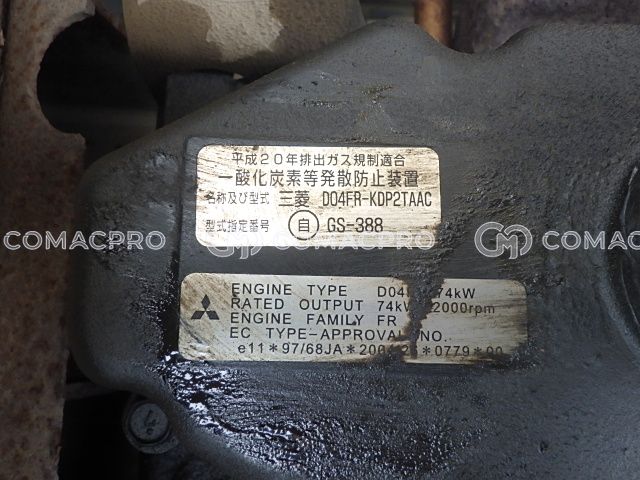 平成20年排出ガス規制適合
一酸化炭素等発散防止装置
名称及び型式 三菱 D04FR-KDP2TAAC
型式指定番号 自 GS-388
COMACPRO COMACPRO COMACPRO
ENGINE TYPE 74kW
RATED OUTPUT 2000rpm
ENGINE FAMILY FR
EC TYPE-APPROVAL NO.